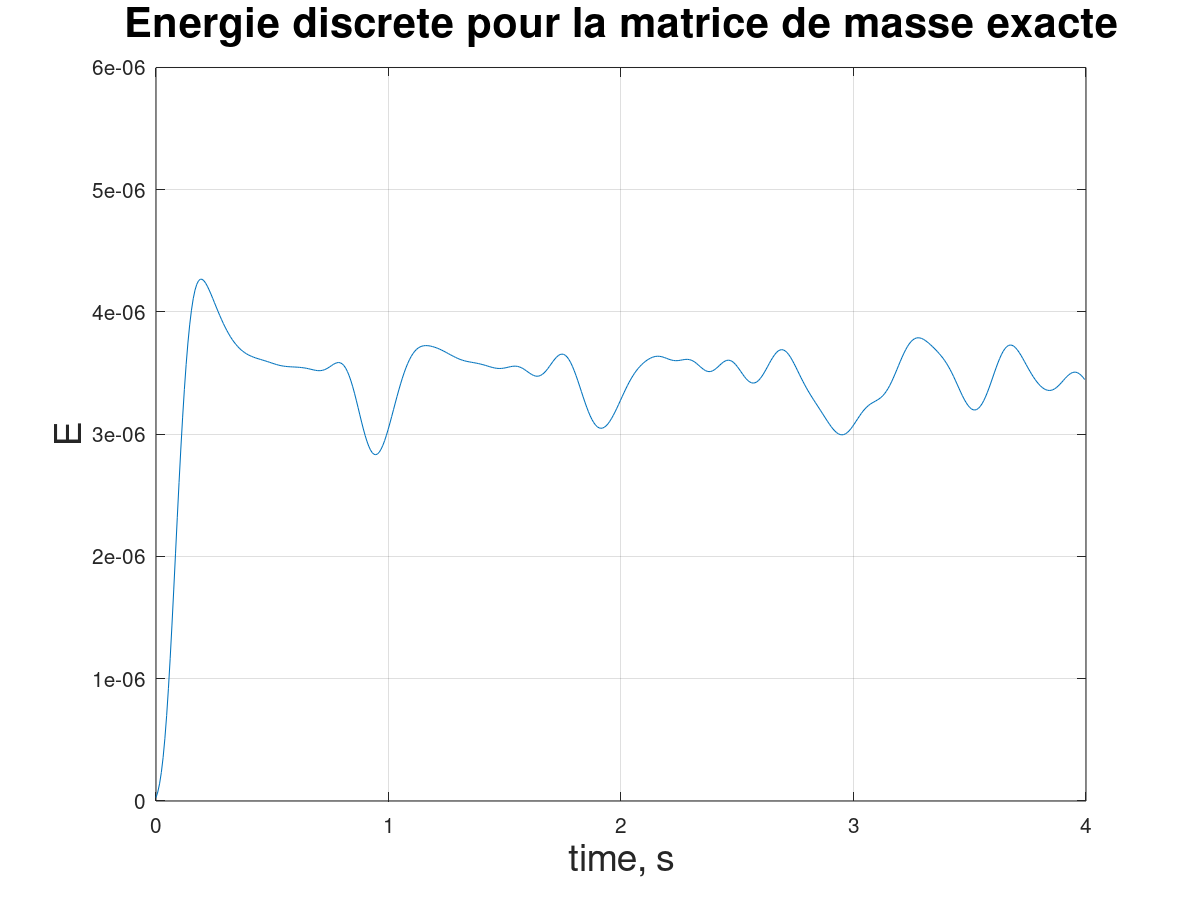 Energie discrete pour la matrice de masse exacte
6e-06
5e-06
4e-06
3e-06
2e-06
1e-06
0
E
0 1 2 3 4
time, s